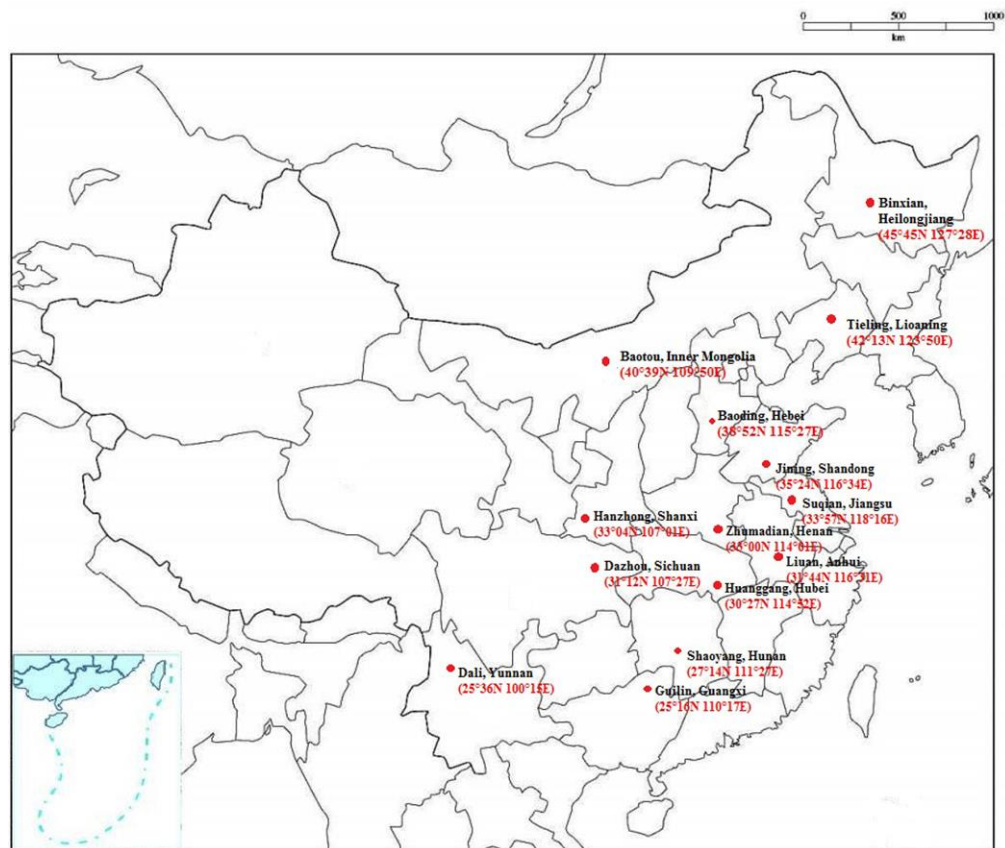 0 500 1000
km
Binxian,
Heilongjiang
(45°45N 127°28E)
Tieling, Lioaning
(42°13N 123°50E)
Baotou, Inner Mongolia
(40°39N 109°50E)
Baoding, Hebei
(38°52N 115°27E)
Jining, Shandong
(35°24N 116°34E)
Suqian, Jiangsu
(33°57N 118°16E)
Hanzhong, Shanxi
(33°04N 107°01E)
Zhumadian, Henan
(33°00N 114°01E)
Liuan, Anhui
(31°44N 116°31E)
Dazhou, Sichuan
(31°12N 107°27E)
Huanggang, Hubei
(30°27N 114°52E)
Shaoyang, Hunan
(27°14N 111°27E)
Dali, Yunnan
(25°36N 100°15E)
Guilin, Guangxi
(25°16N 110°17E)